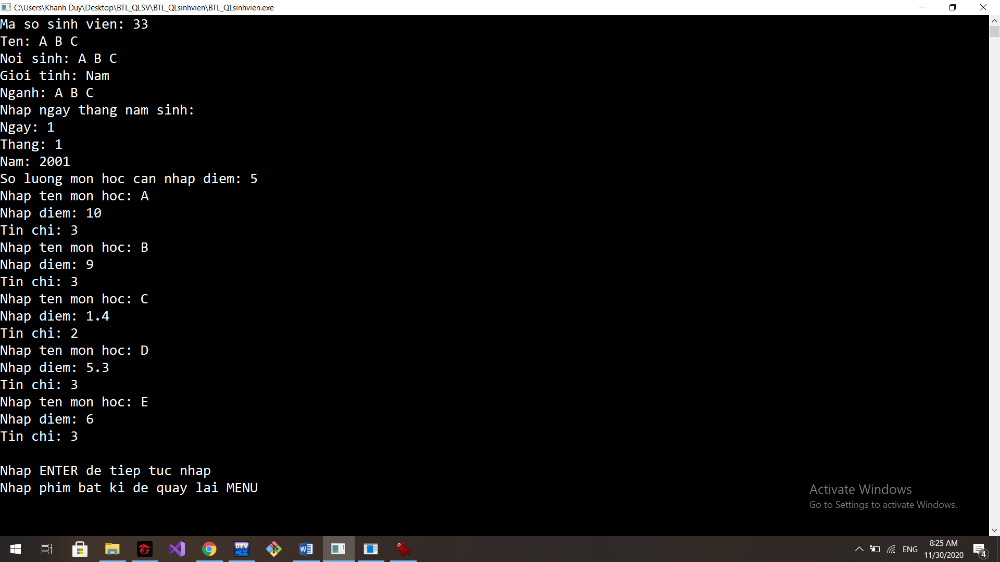 C:\Users\Khanh Duy\Desktop\BTL_QLSV\BTL_QLsinhvien\BTL_QLsinhvien.exe
Ma so sinh vien: 33
Ten: A B C
Noi sinh: A B C
Gioi tinh: Nam
Nganh: A B C
Nhap ngay thang nam sinh:
Ngay: 1
Thang: 1
Nam: 2001
So luong mon hoc can nhap diem: 5
Nhap ten mon hoc: A
Nhap diem: 10
Tin chi: 3
Nhap ten mon hoc: B
Nhap diem: 9
Tin chi: 3
Nhap ten mon hoc: C
Nhap diem: 1.4
Tin chi: 2
Nhap ten mon hoc: D
Nhap diem: 5.3
Tin chi: 3
Nhap ten mon hoc: E
Nhap diem: 6
Tin chi: 3
Nhap ENTER de tiep tuc nhap
Nhap phim bat ki de quay lai MENU
Activate Windows
Go to Settings to activate Windows.
DEV
C++
W
ENG
8:25 AM
11/30/2020
4